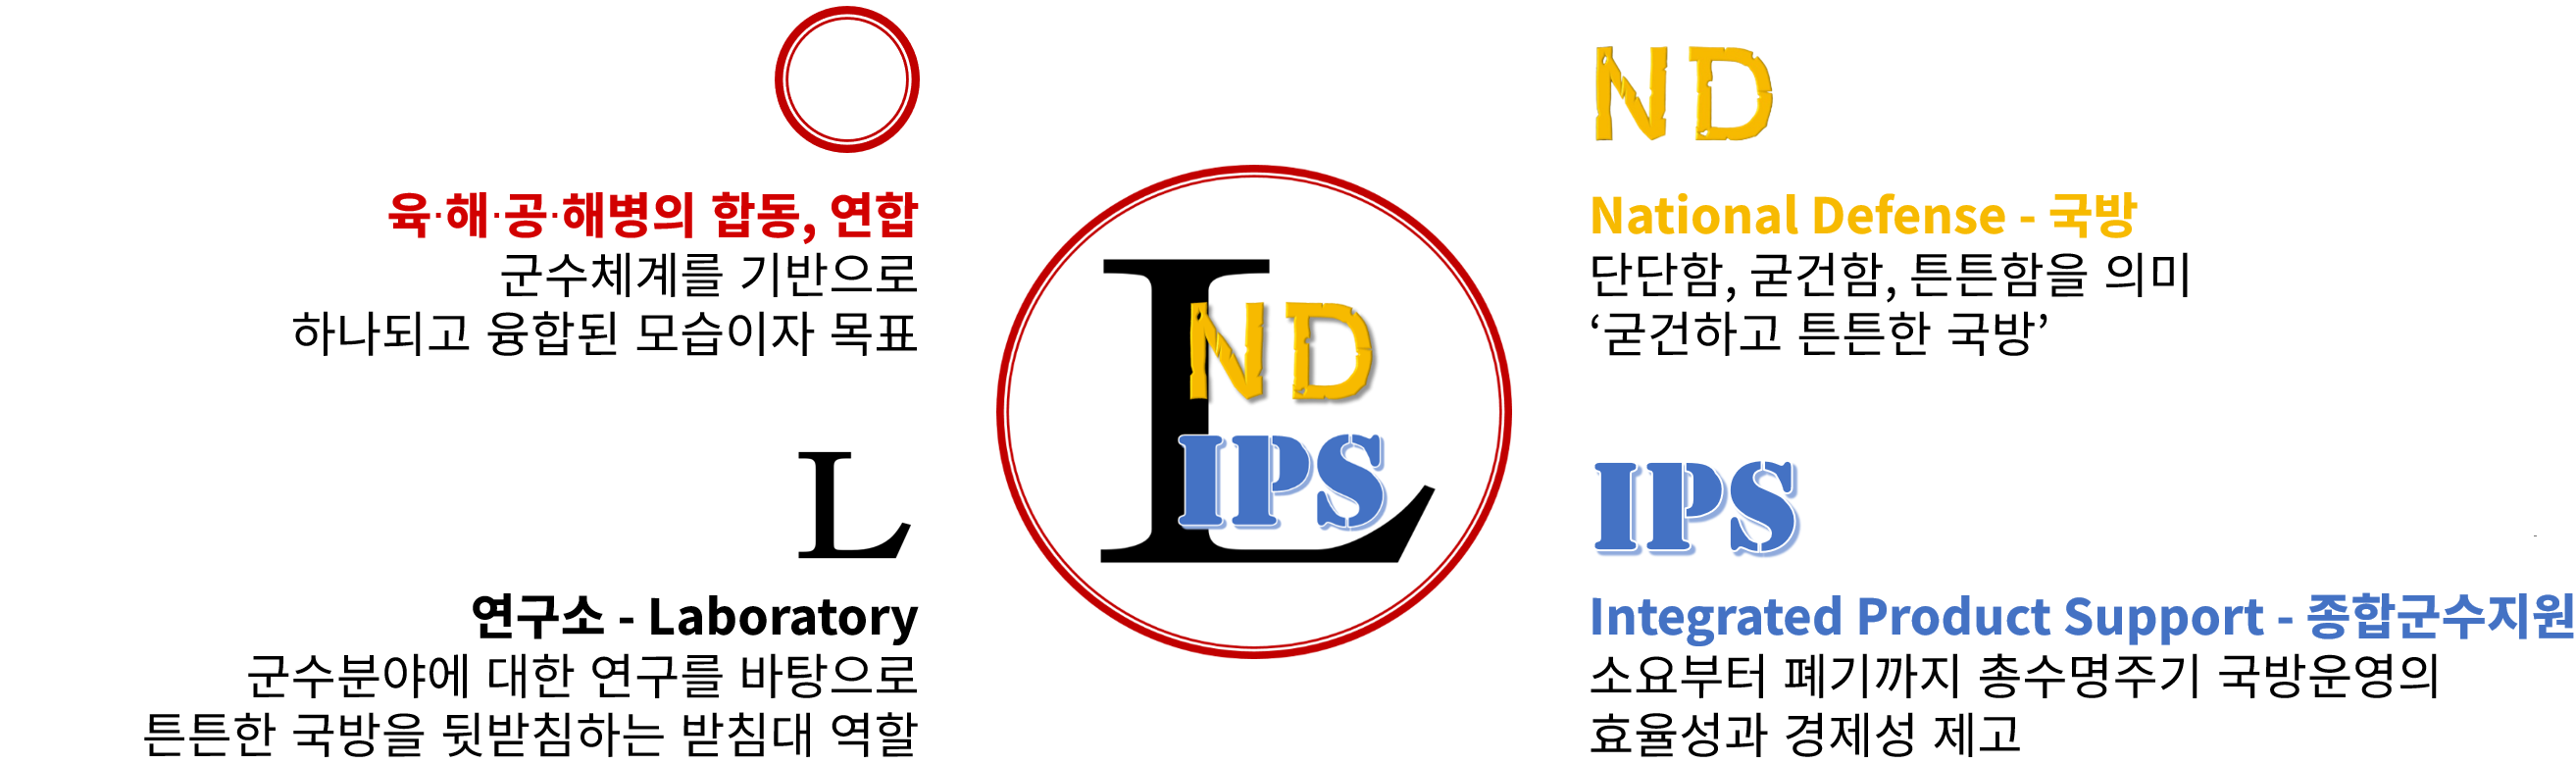 육·해·공·해병의 합동, 연합
군수체계를 기반으로
하나되고 융합된 모습이자 목표
L
연구소 - Laboratory
군수분야에 대한 연구를 바탕으로
튼튼한 국방을 뒷받침하는 받침대 역할
L
ND
IPS
ND
National Defense - 국방
단단함, 굳건함, 튼튼함을 의미
‘굳건하고 튼튼한 국방’
IPS
Integrated Product Support - 종합군수지원
소요부터 폐기까지 총수명주기 국방운영의
효율성과 경제성 제고